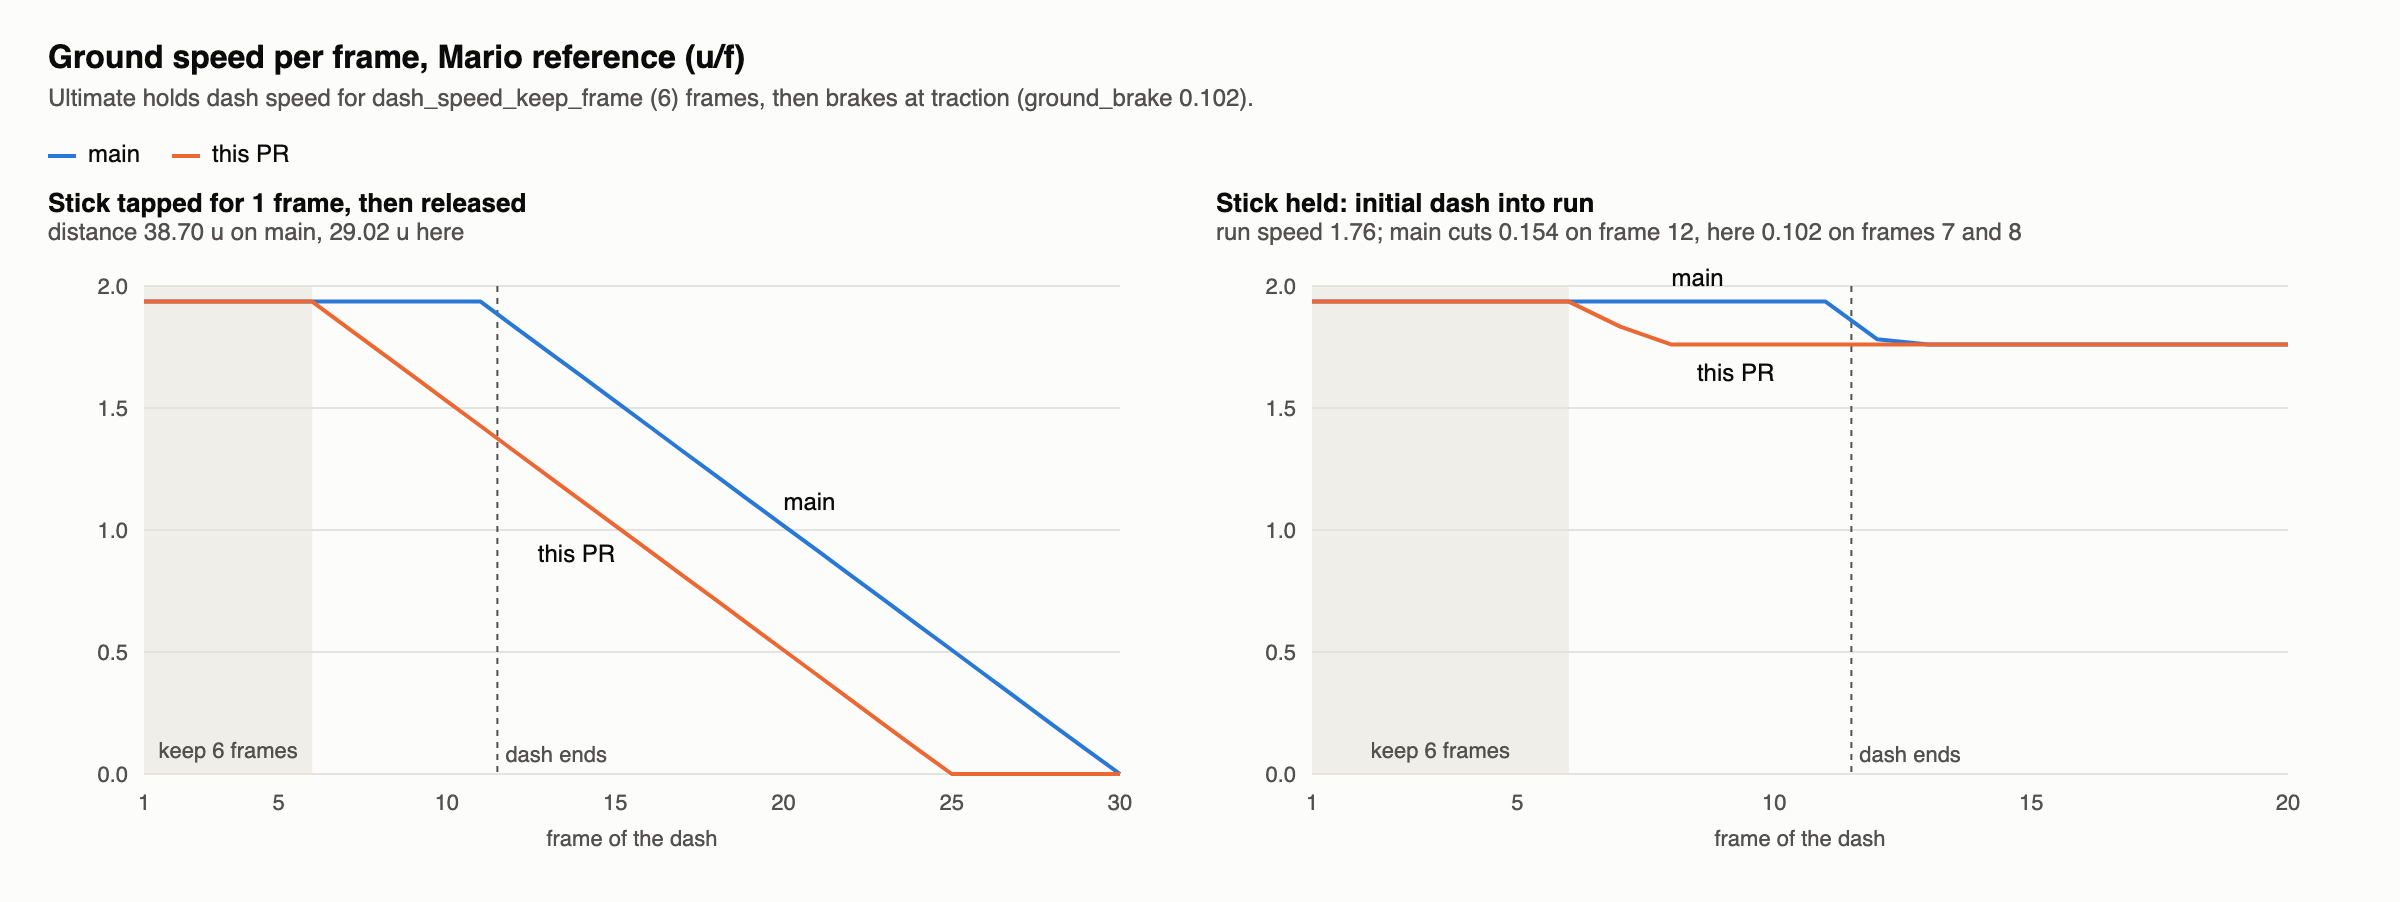 Ground speed per frame, Mario reference (u/f)
Ultimate holds dash speed for dash_speed_keep_frame (6) frames, then brakes at traction (ground_brake 0.102).
main this PR
Stick tapped for 1 frame, then released
distance 38.70 u on main, 29.02 u here
2.0
1.5
1.0
0.5
0.0
main
this PR
keep 6 frames
dash ends
1 5 10 15 20 25 30
frame of the dash
Stick held: initial dash into run
run speed 1.76; main cuts 0.154 on frame 12, here 0.102 on frames 7 and 8
2.0
1.5
1.0
0.5
0.0
main
this PR
keep 6 frames
dash ends
1 5 10 15 20
frame of the dash